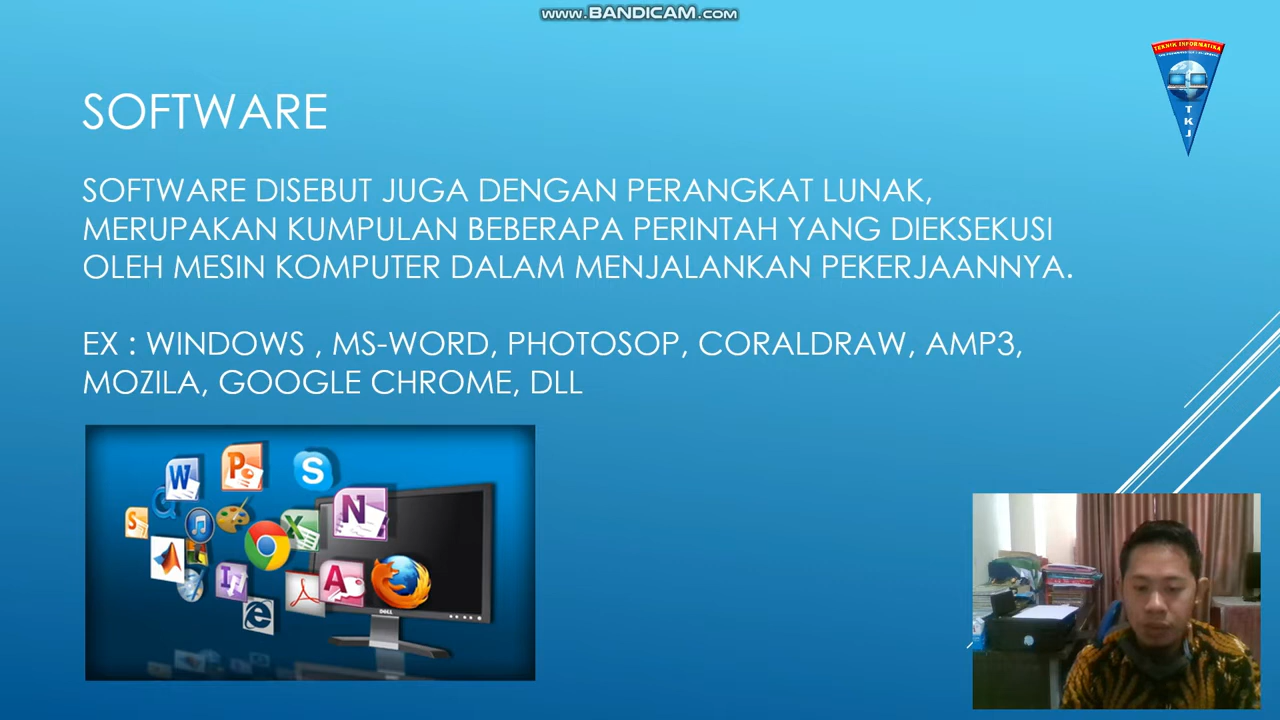 www.BANDICAM.com
TEKNIK INFORMATIKA
T
K
J
SOFTWARE
SOFTWARE DISEBUT JUGA DENGAN PERANGKAT LUNAK,
MERUPAKAN KUMPULAN BEBERAPA PERINTAH YANG DIEKSEKUSI
OLEH MESIN KOMPUTER DALAM MENJALANKAN PEKERJAANNYA.
EX : WINDOWS , MS-WORD, PHOTOSOP, CORALDRAW, AMP3,
MOZILA, GOOGLE CHROME, DLL
W
P
S
N
S
X
I
A
e
DELL